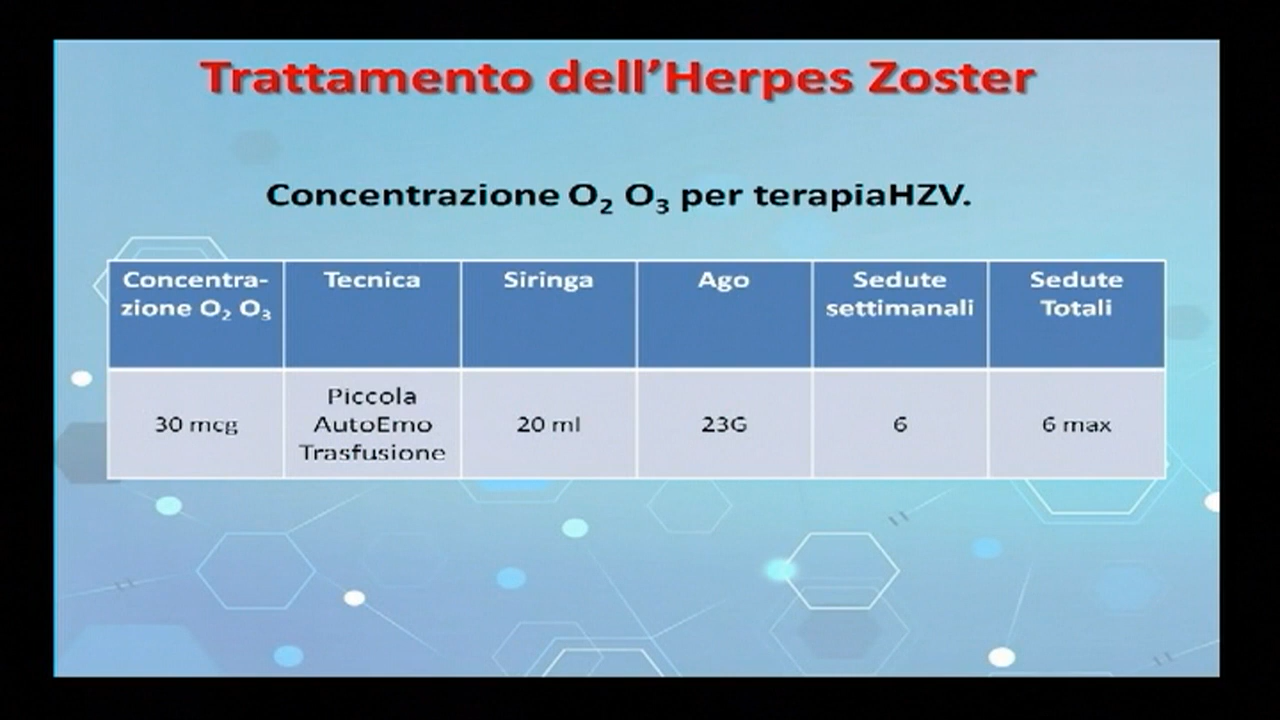 Trattamento dell'Herpes Zoster
Concentrazione O₂ O₃ per terapiaHZV.
Concentra-
zione O₂ O₃
Tecnica
Siringa
Ago
Sedute
settimanali
Sedute
Totali
30 mcg
Piccola
AutoEmo
Trasfusione
20 ml
23G
6
6 max